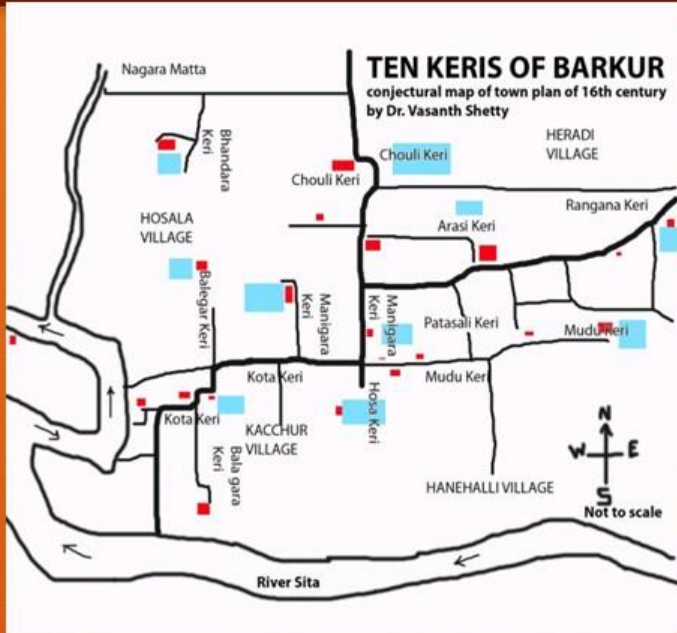 Nagara Matta
TEN KERIS OF BARKUR
conjectural map of town plan of 16th century
by Dr. Vasanth Shetty
HERADI
VILLAGE
Bhandara
Keri
Chouli Keri
Chouli Keri
Rangana Keri
HOSALA
VILLAGE
Arasi Keri
Balegar Keri
Manigara
Keri
Manigara
Keri
Patasali Keri
Mudu Keri
Kota Keri
Mudu Keri
Kota Keri
Hosa Keri
KACCHUR
VILLAGE
Bala gara
Keri
HANEHALLI VILLAGE
N
W E
S
Not to scale
River Sita